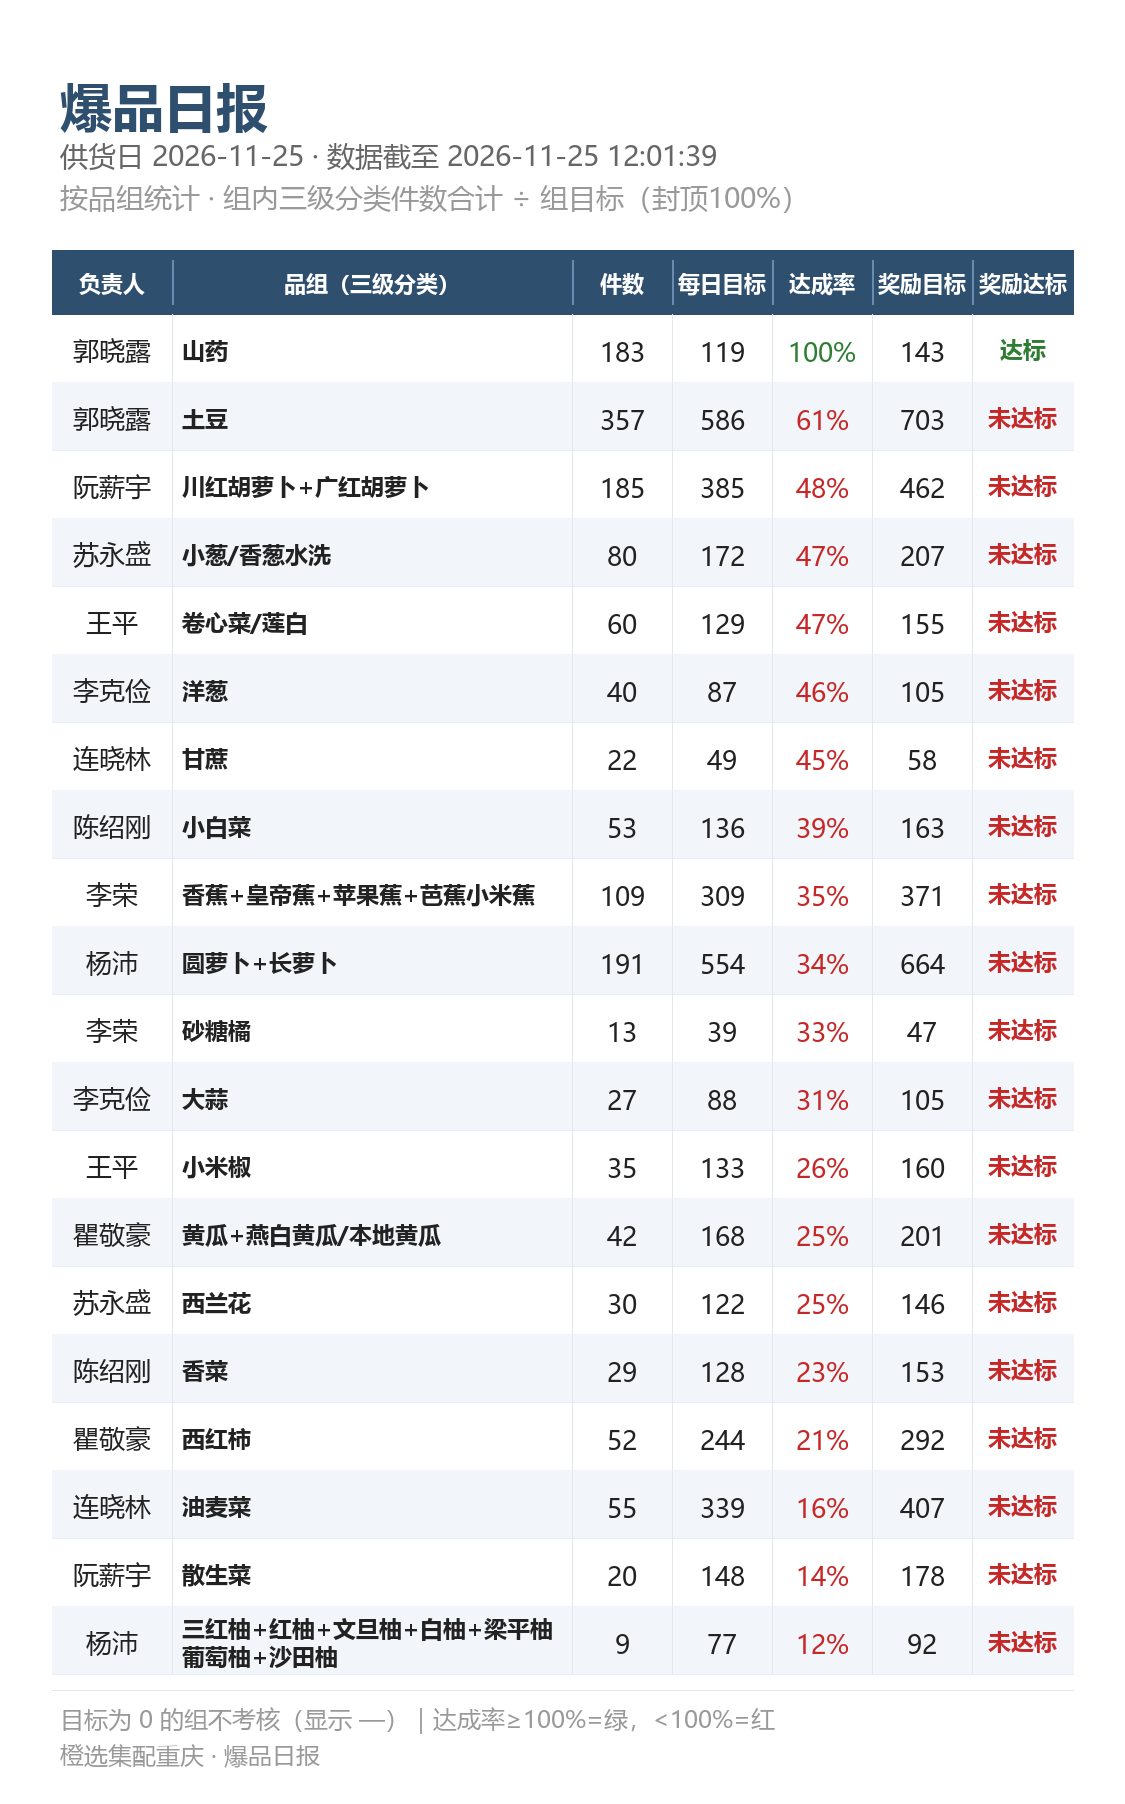 爆品日报
供货日 2026-11-25 · 数据截至 2026-11-25 12:01:39
按品组统计 · 组内三级分类件数合计 ÷ 组目标（封顶100%）
负责人 品组（三级分类） 件数 每日目标 达成率 奖励目标 奖励达标
郭晓露 山药 183 119 100% 143 达标
郭晓露 土豆 357 586 61% 703 未达标
阮薪宇 川红胡萝卜+广红胡萝卜 185 385 48% 462 未达标
苏永盛 小葱/香葱水洗 80 172 47% 207 未达标
王平 卷心菜/莲白 60 129 47% 155 未达标
李克俭 洋葱 40 87 46% 105 未达标
连晓林 甘蔗 22 49 45% 58 未达标
陈绍刚 小白菜 53 136 39% 163 未达标
李荣 香蕉+皇帝蕉+苹果蕉+芭蕉小米蕉 109 309 35% 371 未达标
杨沛 圆萝卜+长萝卜 191 554 34% 664 未达标
李荣 砂糖橘 13 39 33% 47 未达标
李克俭 大蒜 27 88 31% 105 未达标
王平 小米椒 35 133 26% 160 未达标
瞿敬豪 黄瓜+燕白黄瓜/本地黄瓜 42 168 25% 201 未达标
苏永盛 西兰花 30 122 25% 146 未达标
陈绍刚 香菜 29 128 23% 153 未达标
瞿敬豪 西红柿 52 244 21% 292 未达标
连晓林 油麦菜 55 339 16% 407 未达标
阮薪宇 散生菜 20 148 14% 178 未达标
杨沛 三红柚+红柚+文旦柚+白柚+梁平柚 9 77 12% 92 未达标
葡萄柚+沙田柚
目标为 0 的组不考核（显示 —）｜达成率≥100%=绿，<100%=红
橙选集配重庆 · 爆品日报